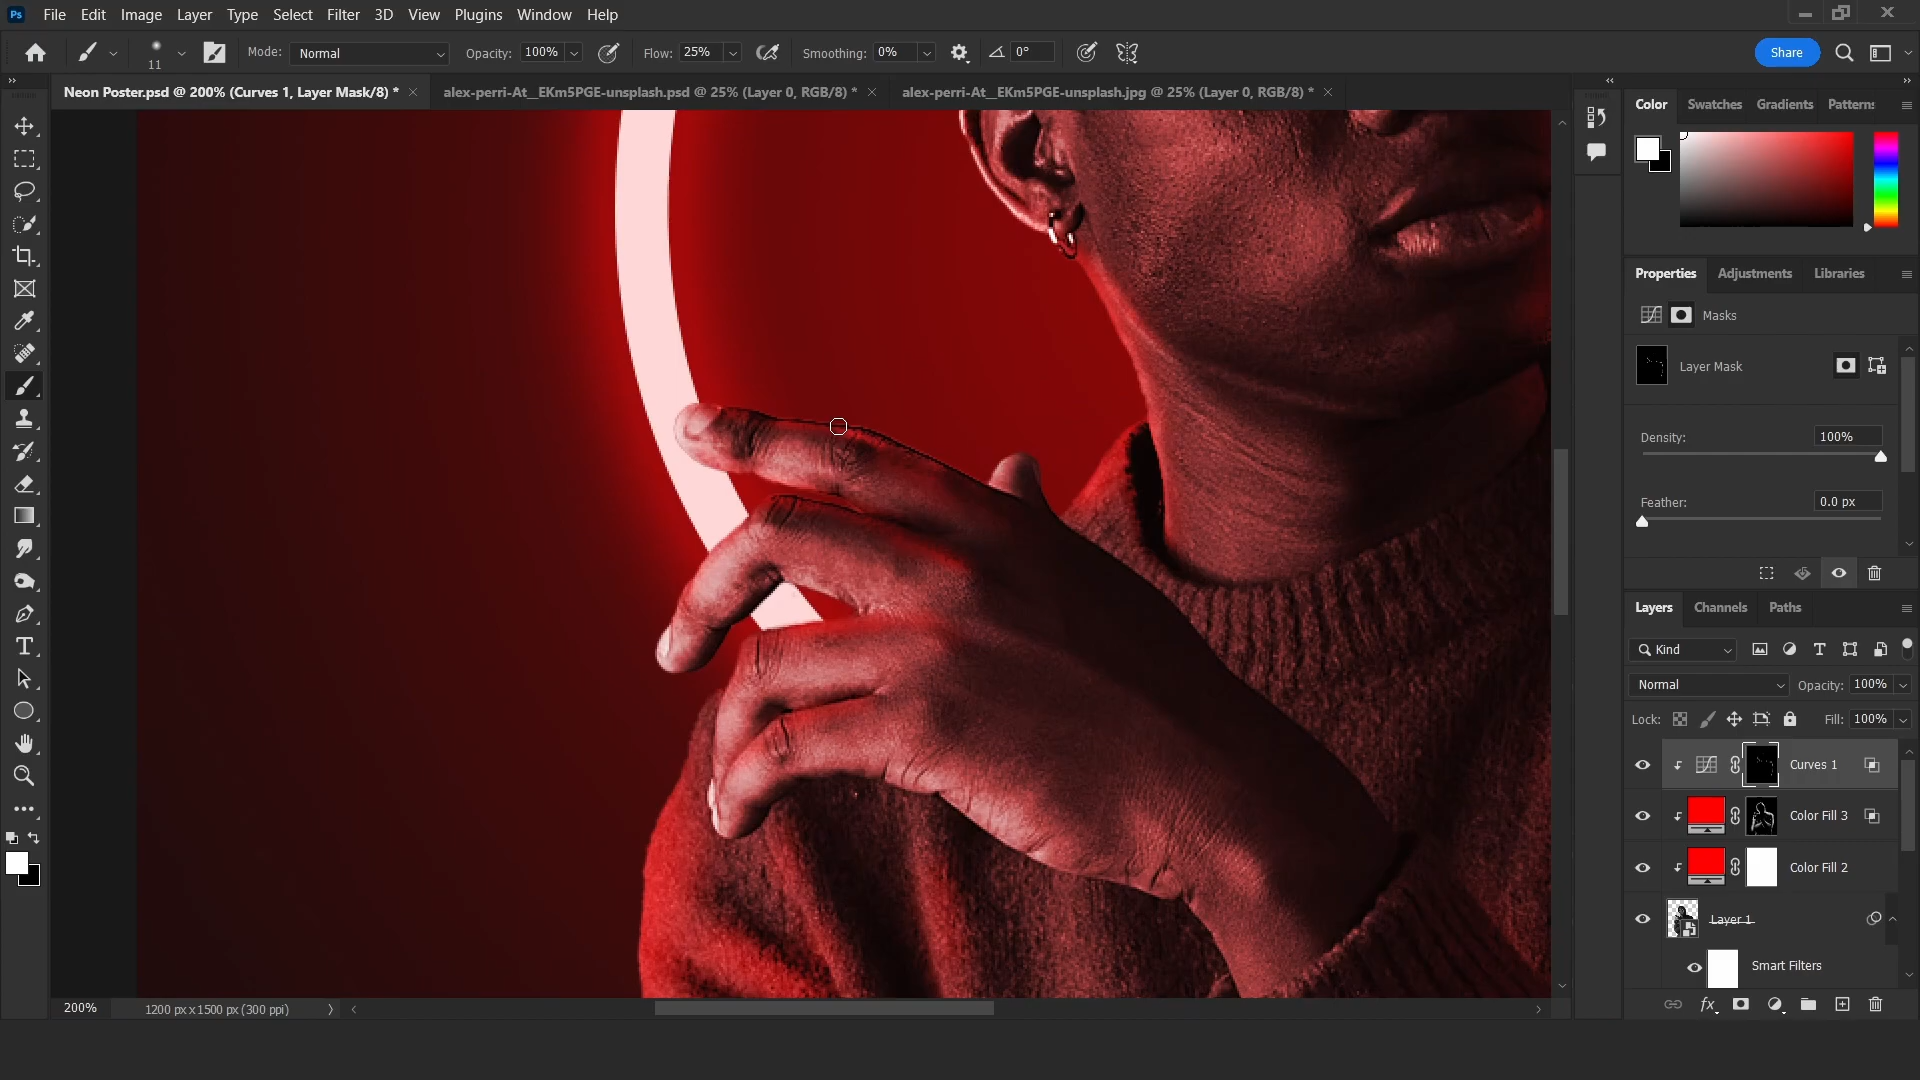 Ps File Edit Image Layer Type Select Filter 3D View Plugins Window Help
11 Mode: Normal Opacity: 100% Flow: 25% Smoothing: 0% 0° Share
Neon Poster.psd @ 200% (Curves 1, Layer Mask/8) * alex-perri-At__EKm5PGE-unsplash.psd @ 25% (Layer 0, RGB/8) * alex-perri-At__EKm5PGE-unsplash.jpg @ 25% (Layer 0, RGB/8) *
Color Swatches Gradients Patterns
Properties Adjustments Libraries
Masks
Layer Mask
Density: 100%
Feather: 0.0 px
Layers Channels Paths
Kind
Normal Opacity: 100%
Lock: Fill: 100%
Curves 1
Color Fill 3
Color Fill 2
Layer 1
Smart Filters
fx
200% 1200 px x 1500 px (300 ppi)